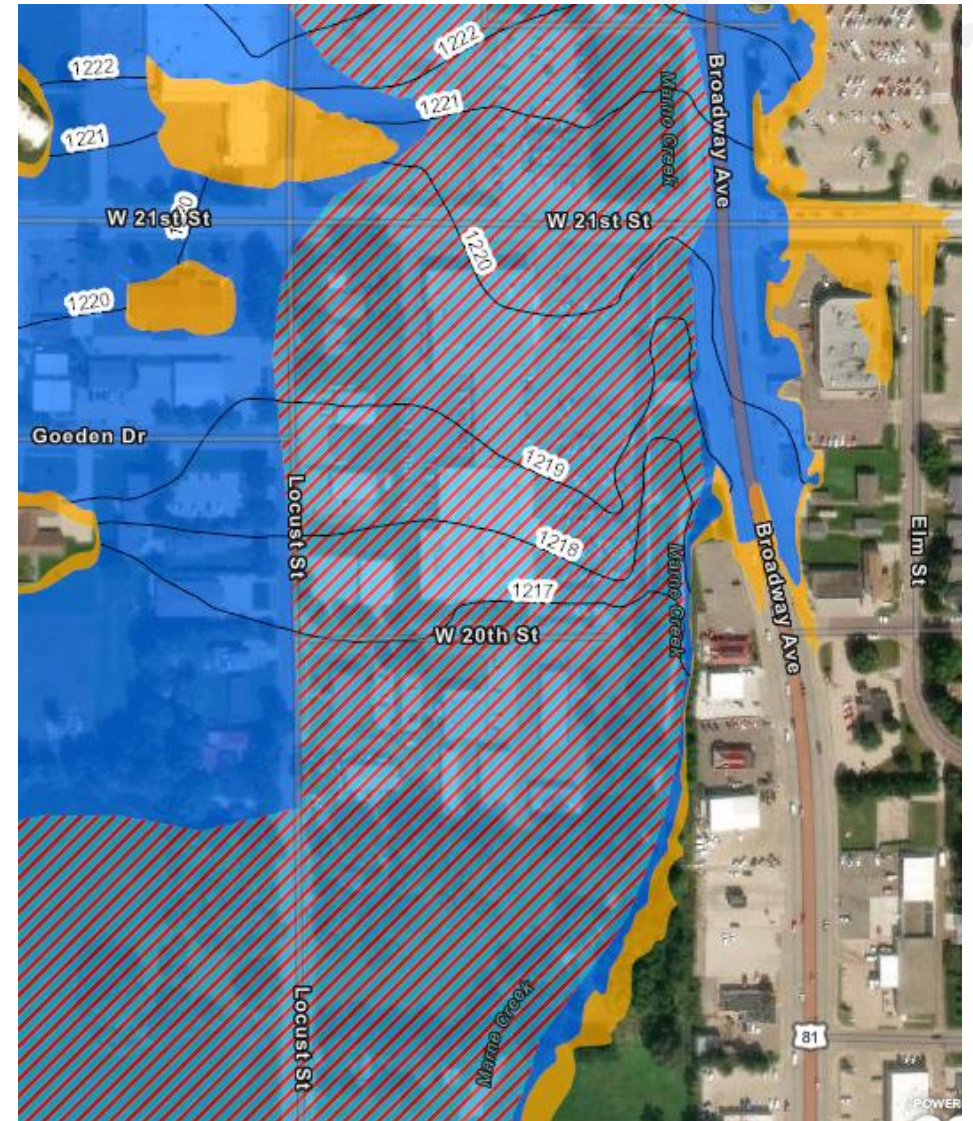 1222
1222
1221
1221
Broadway Ave
Marne Creek
W 21st St
W 21st St
1220
1220
Goeden Dr
1219
Locust St
1218
Elm St
1217
Marne Creek
Broadway Ave
W 20th St
Marne Creek
Locust St
81
POWER